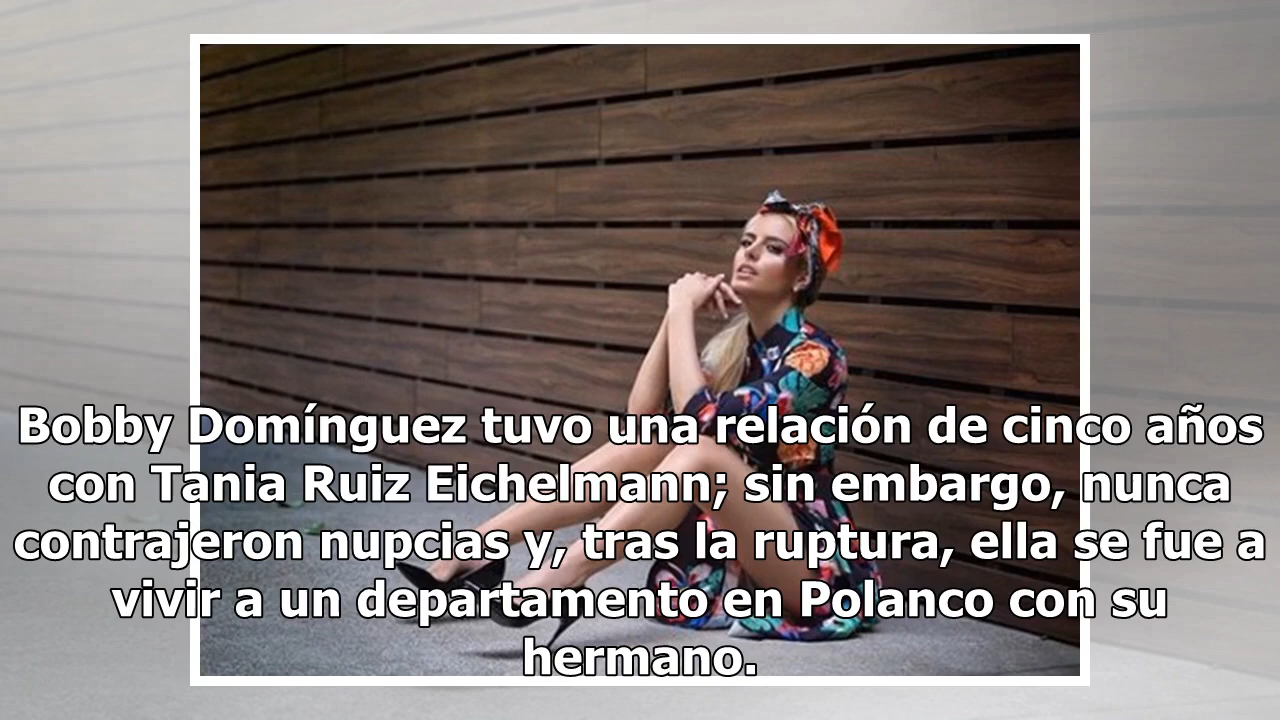 Bobby Domínguez tuvo una relación de cinco años
con Tania Ruiz Eichelmann; sin embargo, nunca
contrajeron nupcias y, tras la ruptura, ella se fue a
vivir a un departamento en Polanco con su
hermano.